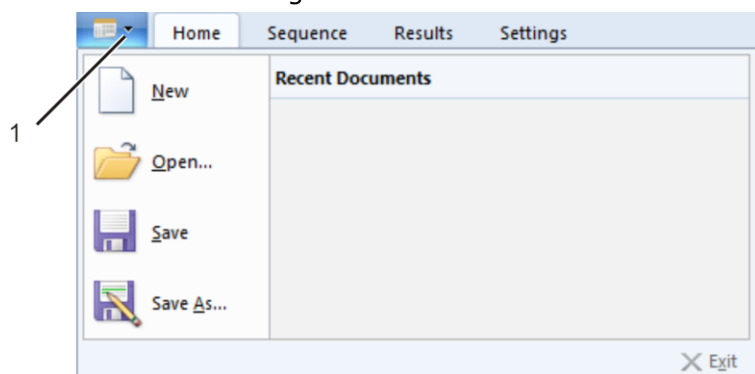 Home Sequence Results Settings
New
Recent Documents
1
Open...
Save
Save As...
Exit